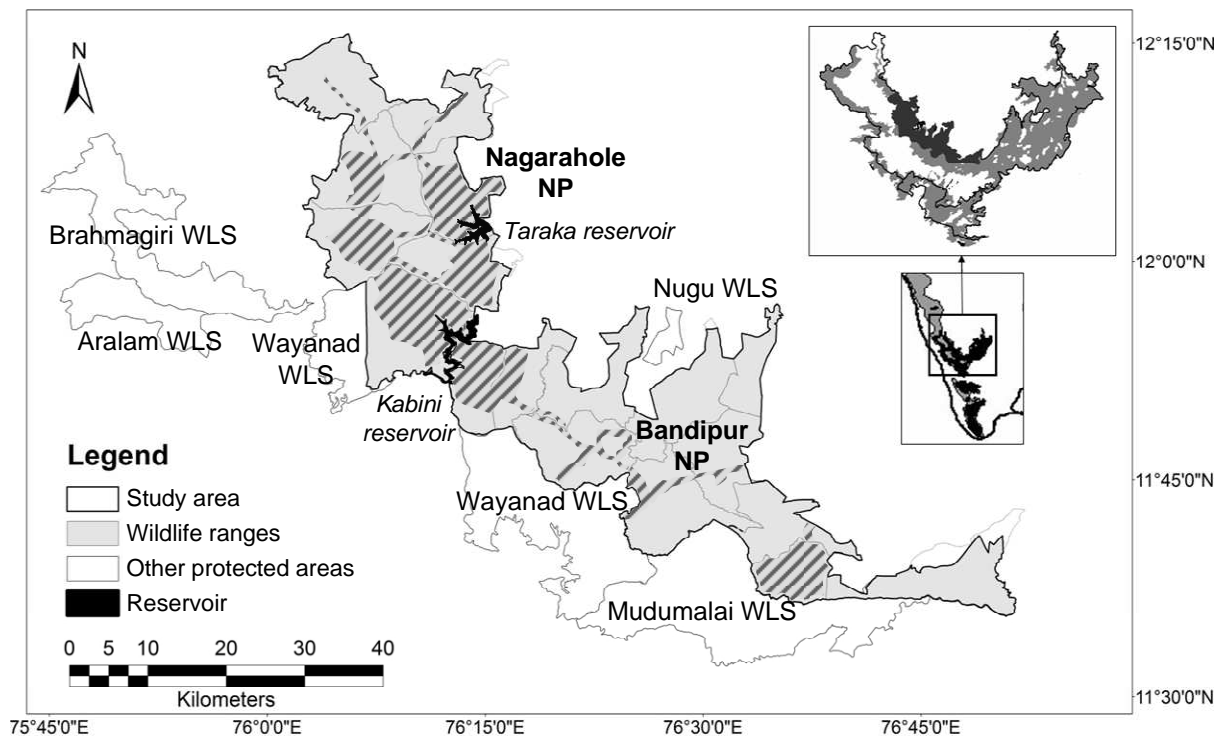 N
Nagarahole
NP
Taraka reservoir
Brahmagiri WLS
Aralam WLS
Wayanad
WLS
Nugu WLS
Kabini
reservoir
Bandipur
NP
Wayanad WLS
Mudumalai WLS
Legend
Study area
Wildlife ranges
Other protected areas
Reservoir
0 5 10 20 30 40
Kilometers
12°15'0"N
12°0'0"N
11°45'0"N
11°30'0"N
75°45'0"E 76°0'0"E 76°15'0"E 76°30'0"E 76°45'0"E